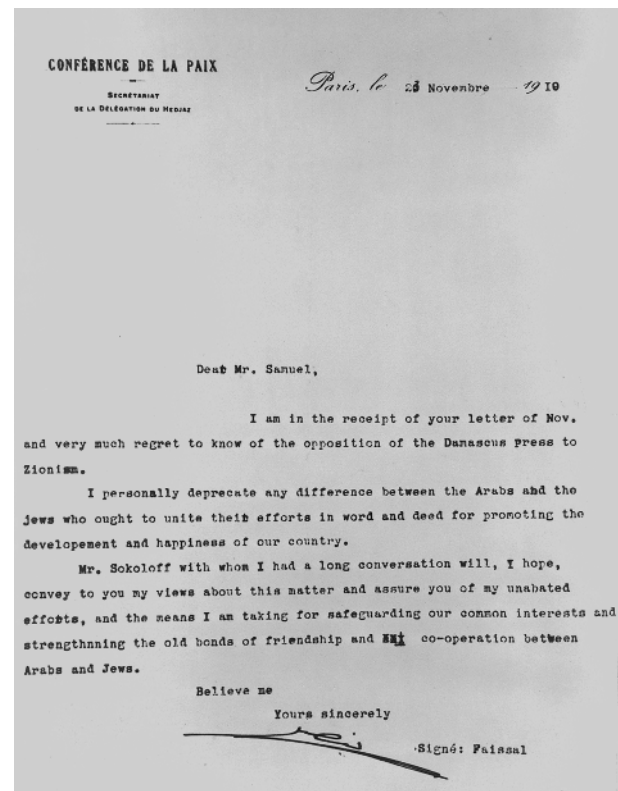 CONFÉRENCE DE LA PAIX
SECRÉTARIAT
DE LA DÉLÉGATION DU HEDJAZ
Paris, le Novembre 1919
Dear Mr. Samuel,
I am in the receipt of your letter of Nov.
and very much regret to know of the opposition of the Damascus Press to
Zionism.
I personally deprecate any difference between the Arabs and the
jews who ought to unite their efforts in word and deed for promoting the
developement and happiness of our country.
Mr. Sokoloff with whom I had a long conversation will, I hope,
convey to you my views about this matter and assure you of my unabated
efforts, and the means I am taking for safeguarding our common interests and
strengthnning the old bonds of friendship and co-operation between
Arabs and Jews.
Believe me
Yours sincerely
Signé: Faissal